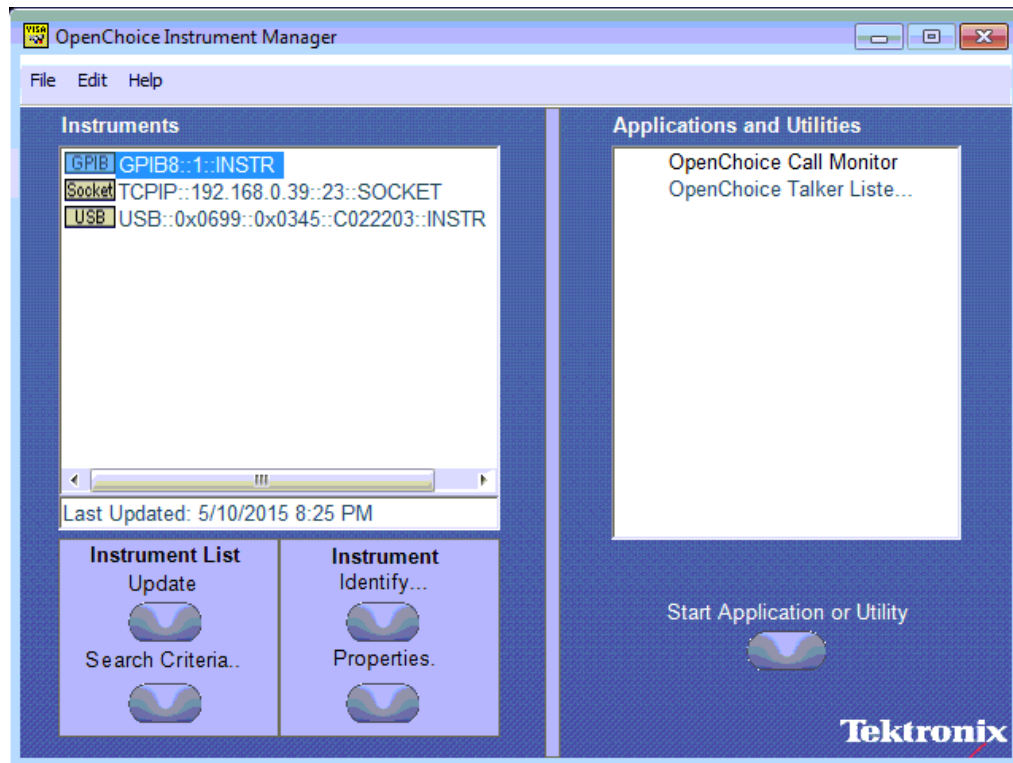 VISA
OpenChoice Instrument Manager
File Edit Help
Instruments
GPIB GPIB8::1::INSTR
Socket TCPIP::192.168.0.39::23::SOCKET
USB USB::0x0699::0x0345::C022203::INSTR
Last Updated: 5/10/2015 8:25 PM
Instrument List
Update
Search Criteria..
Instrument
Identify...
Properties.
Applications and Utilities
OpenChoice Call Monitor
OpenChoice Talker Liste...
Start Application or Utility
Tektronix